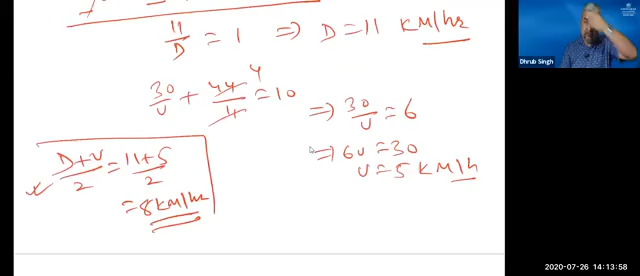 11/D = 1 ⇒ D = 11 KM/hr
30/U + 44/11 = 10
4
⇒ 30/U = 6
⇒ 6U = 30
U = 5 KM/h
D+U/2 = 11+5/2
= 8 KM/hr
Dhrub Singh
2020-07-26 14:13:58